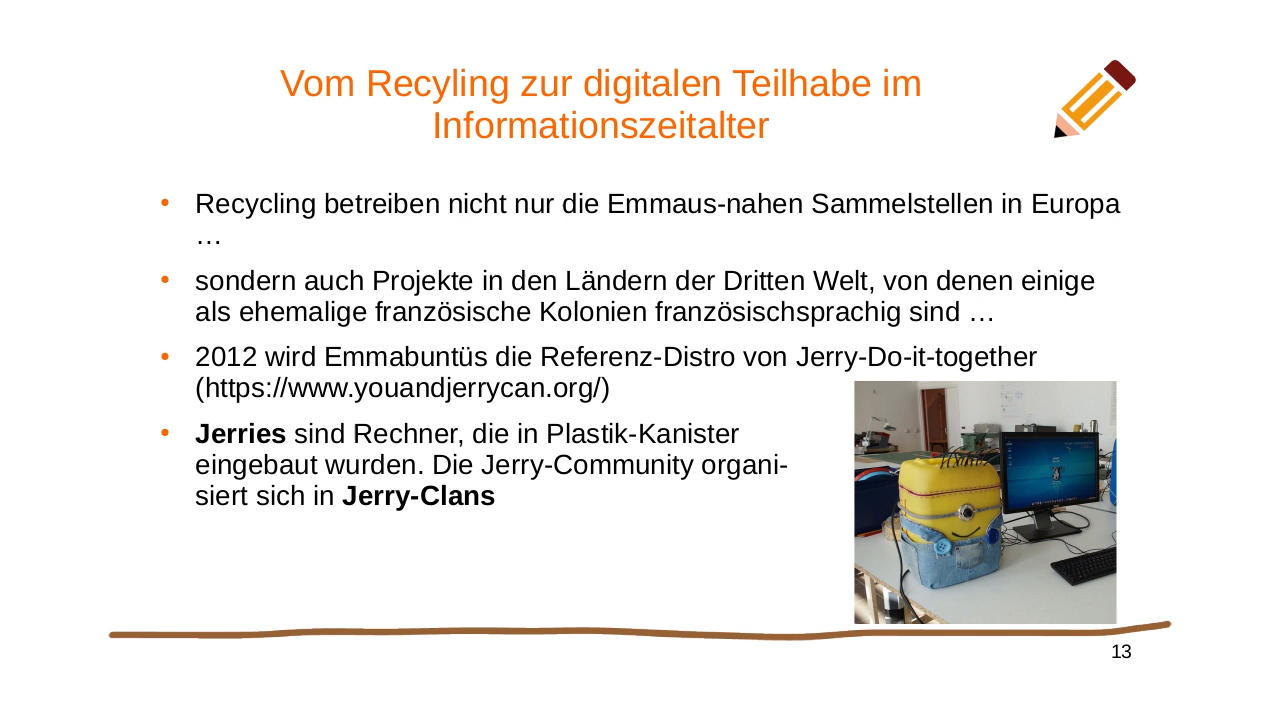 Vom Recyling zur digitalen Teilhabe im
Informationszeitalter
• Recycling betreiben nicht nur die Emmaus-nahen Sammelstellen in Europa
…
• sondern auch Projekte in den Ländern der Dritten Welt, von denen einige
als ehemalige französische Kolonien französischsprachig sind …
• 2012 wird Emmabuntüs die Referenz-Distro von Jerry-Do-it-together
(https://www.youandjerrycan.org/)
• Jerries sind Rechner, die in Plastik-Kanister
eingebaut wurden. Die Jerry-Community organi-
siert sich in Jerry-Clans
13